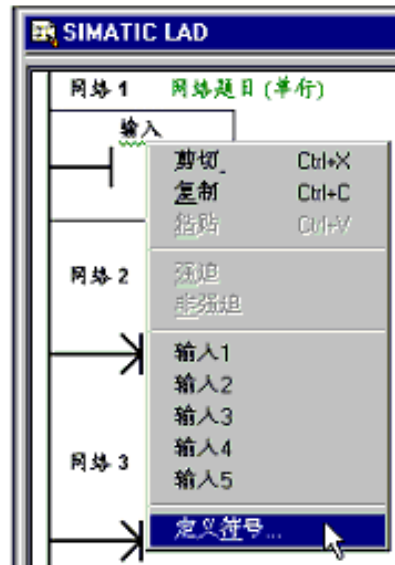 SIMATIC LAD
网络 1 网络题目 (单行)
输入
剪切 Ctrl+X
复制 Ctrl+C
粘贴 Ctrl+V
网络 2
强迫
非强迫
输入1
输入2
输入3
输入4
网络 3
输入5
定义符号...